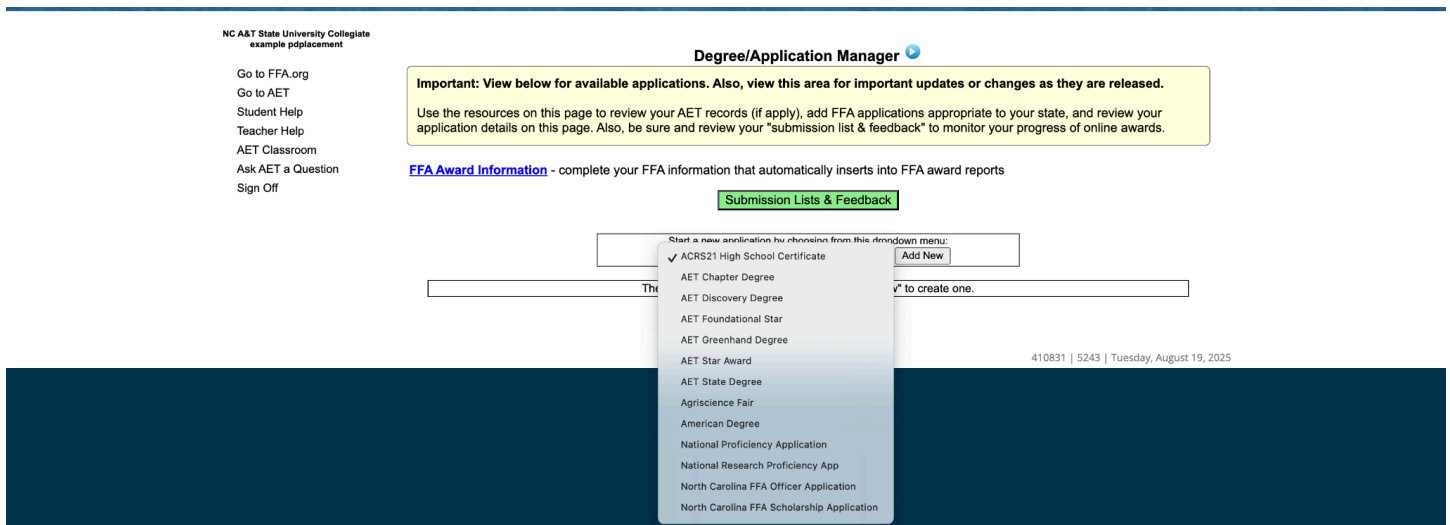 NC A&T State University Collegiate
example pdplacement
Go to FFA.org
Go to AET
Student Help
Teacher Help
AET Classroom
Ask AET a Question
Sign Off
Degree/Application Manager
Important: View below for available applications. Also, view this area for important updates or changes as they are released.
Use the resources on this page to review your AET records (if apply), add FFA applications appropriate to your state, and review your
application details on this page. Also, be sure and review your "submission list & feedback" to monitor your progress of online awards.
FFA Award Information - complete your FFA information that automatically inserts into FFA award reports
Submission Lists & Feedback
Start a new application by choosing from this dropdown menu:
Add New
ACRS21 High School Certificate
AET Chapter Degree
AET Discovery Degree
AET Foundational Star
AET Greenhand Degree
AET Star Award
AET State Degree
Agriscience Fair
American Degree
National Proficiency Application
National Research Proficiency App
North Carolina FFA Officer Application
North Carolina FFA Scholarship Application
to create one.
410831 | 5243 | Tuesday, August 19, 2025